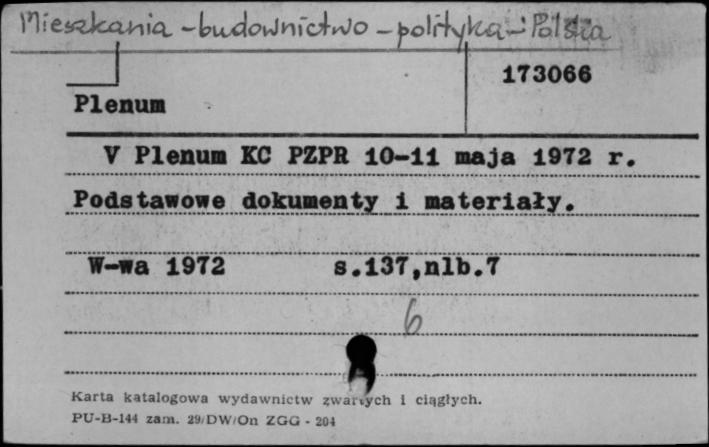 Mieszkania - budownictwo - polityka - Polska
173066
Plenum
V Plenum KC PZPR 10-11 maja 1972 r.
Podstawowe dokumenty i materiały.
W-wa 1972 s.137,nlb.7
6
Karta katalogowa wydawnictw zwartych i ciągłych.
PU-B-144 zam. 29/DW/On ZGG - 204